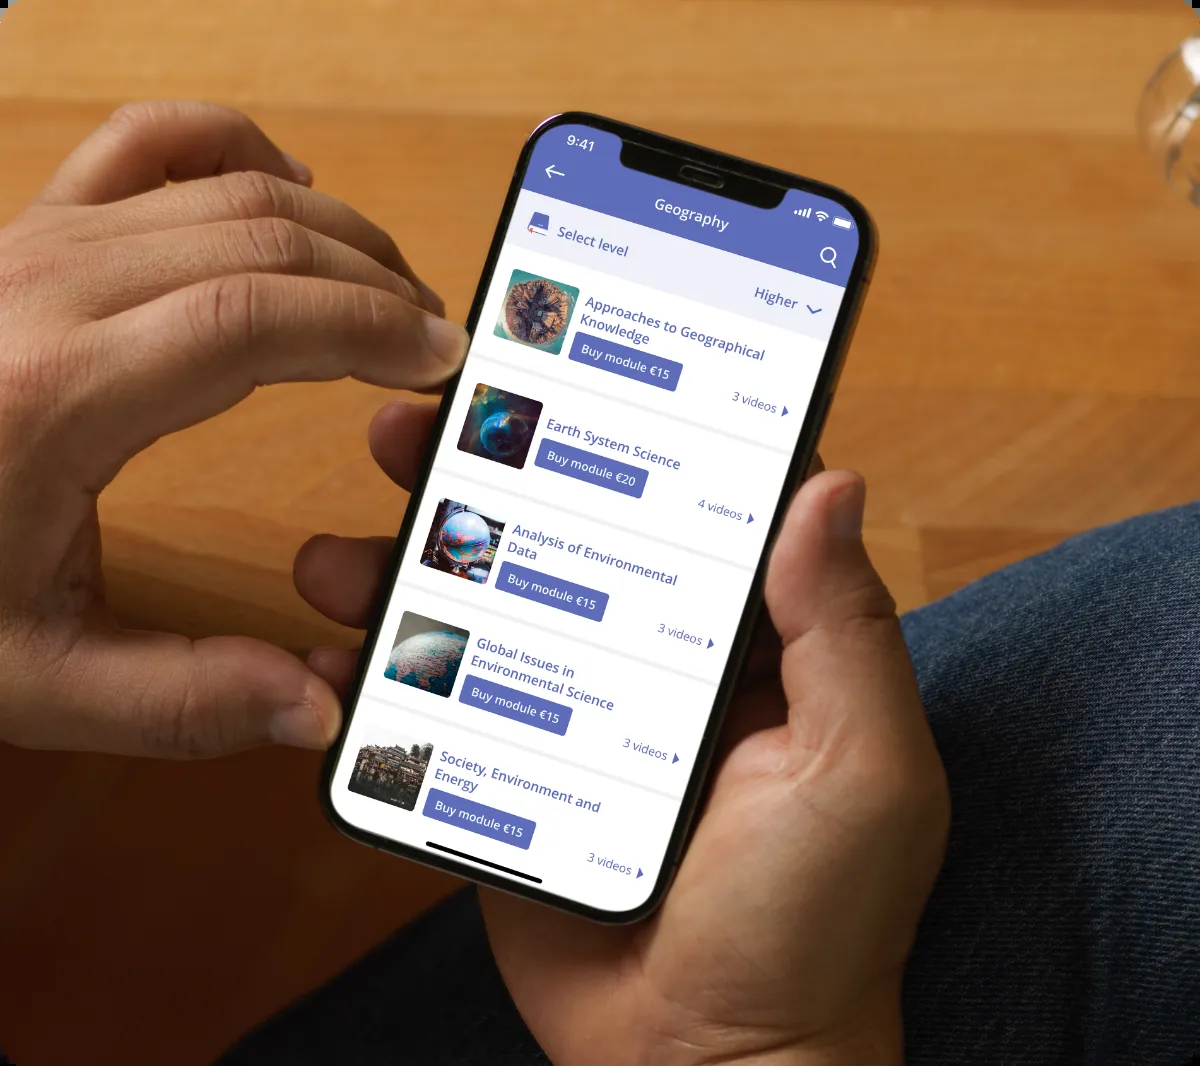 9:41
Geography
Select level
Higher
Approaches to Geographical
Knowledge
Buy module €15
3 videos
Earth System Science
Buy module €20
4 videos
Analysis of Environmental
Data
Buy module €15
3 videos
Global Issues in
Environmental Science
Buy module €15
3 videos
Society, Environment and
Energy
Buy module €15
3 videos